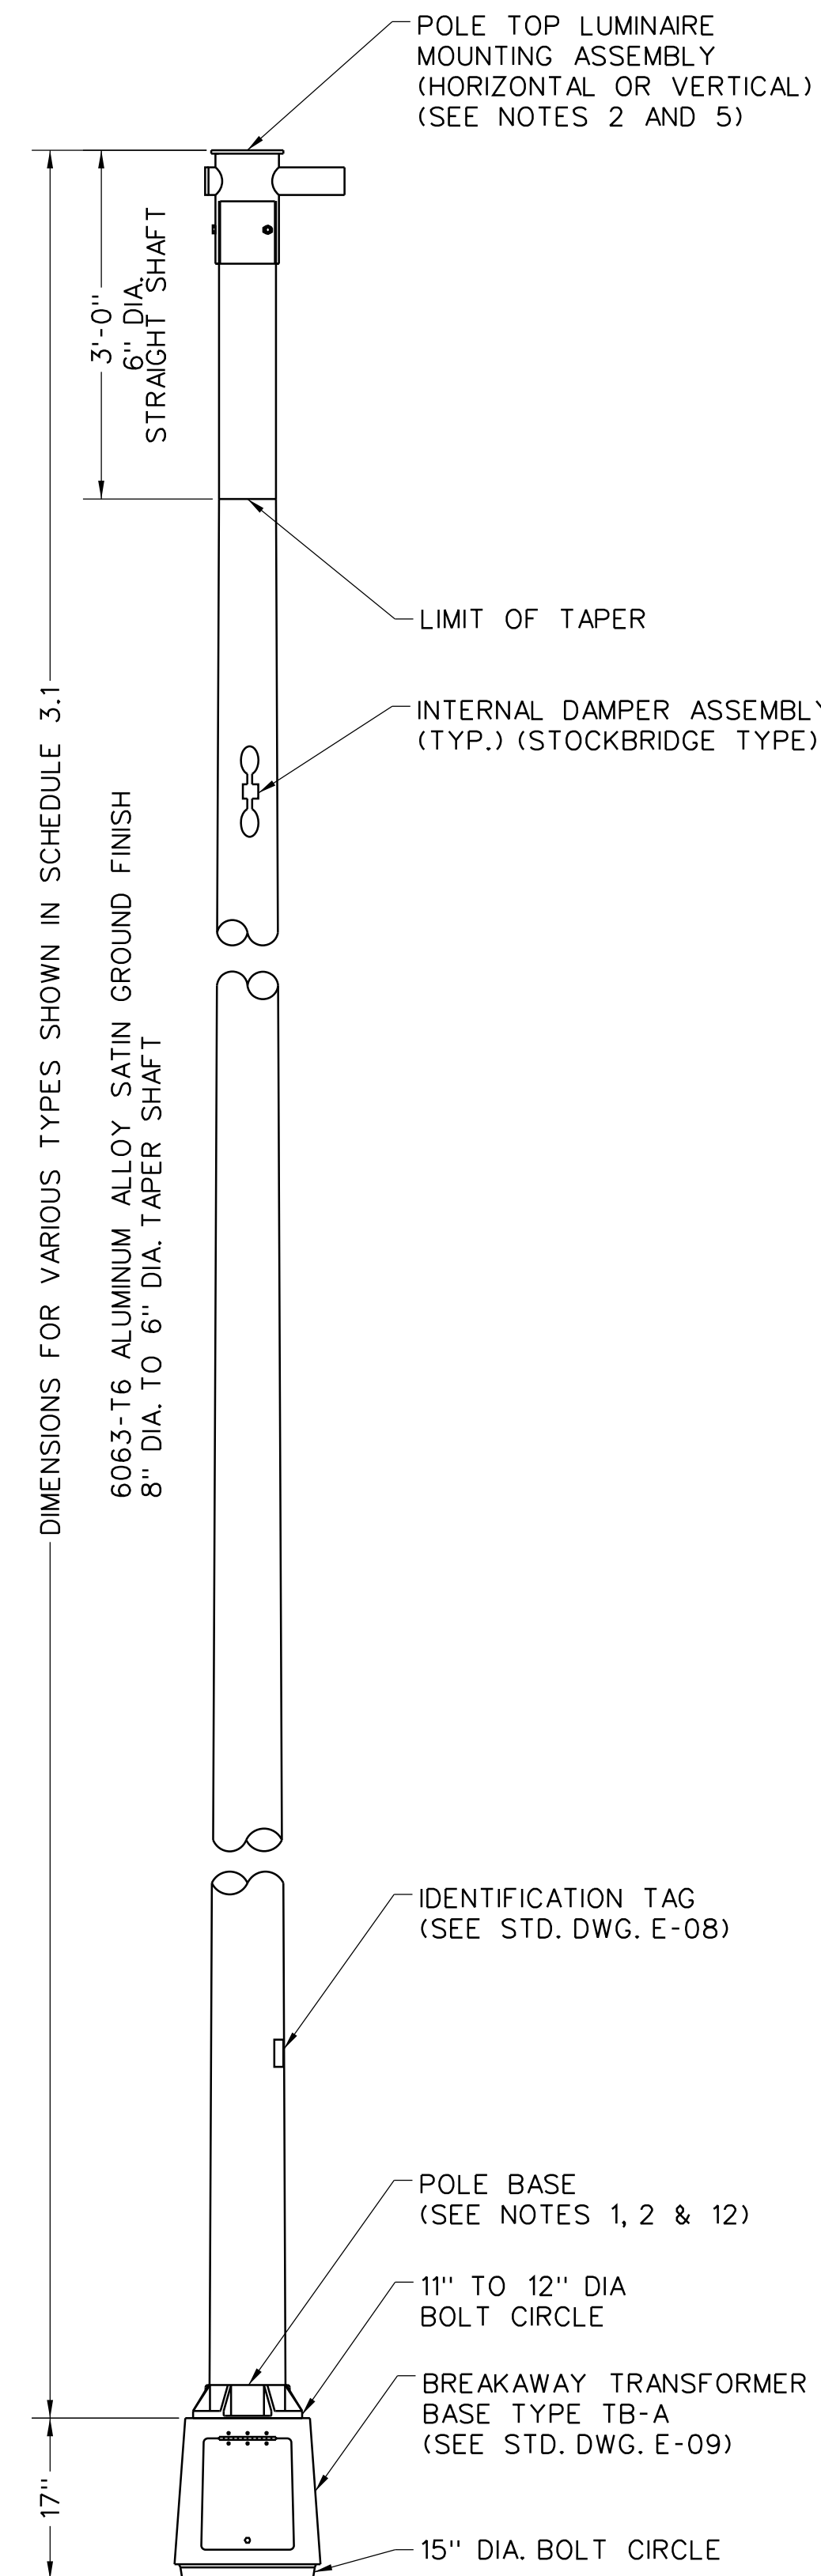 POLE TOP LUMINAIRE
MOUNTING ASSEMBLY
(HORIZONTAL OR VERTICAL)
(SEE NOTES 2 AND 5)
3'-0"
6" DIA.
STRAIGHT SHAFT
LIMIT OF TAPER
INTERNAL DAMPER ASSEMBLY
(TYP.) (STOCKBRIDGE TYPE)
DIMENSIONS FOR VARIOUS TYPES SHOWN IN SCHEDULE 3.1
6063-T6 ALUMINUM ALLOY SATIN GROUND FINISH
8" DIA. TO 6" DIA. TAPER SHAFT
IDENTIFICATION TAG
(SEE STD. DWG. E-08)
POLE BASE
(SEE NOTES 1, 2 & 12)
11" TO 12" DIA
BOLT CIRCLE
BREAKAWAY TRANSFORMER
BASE TYPE TB-A
(SEE STD. DWG. E-09)
17"
15" DIA. BOLT CIRCLE